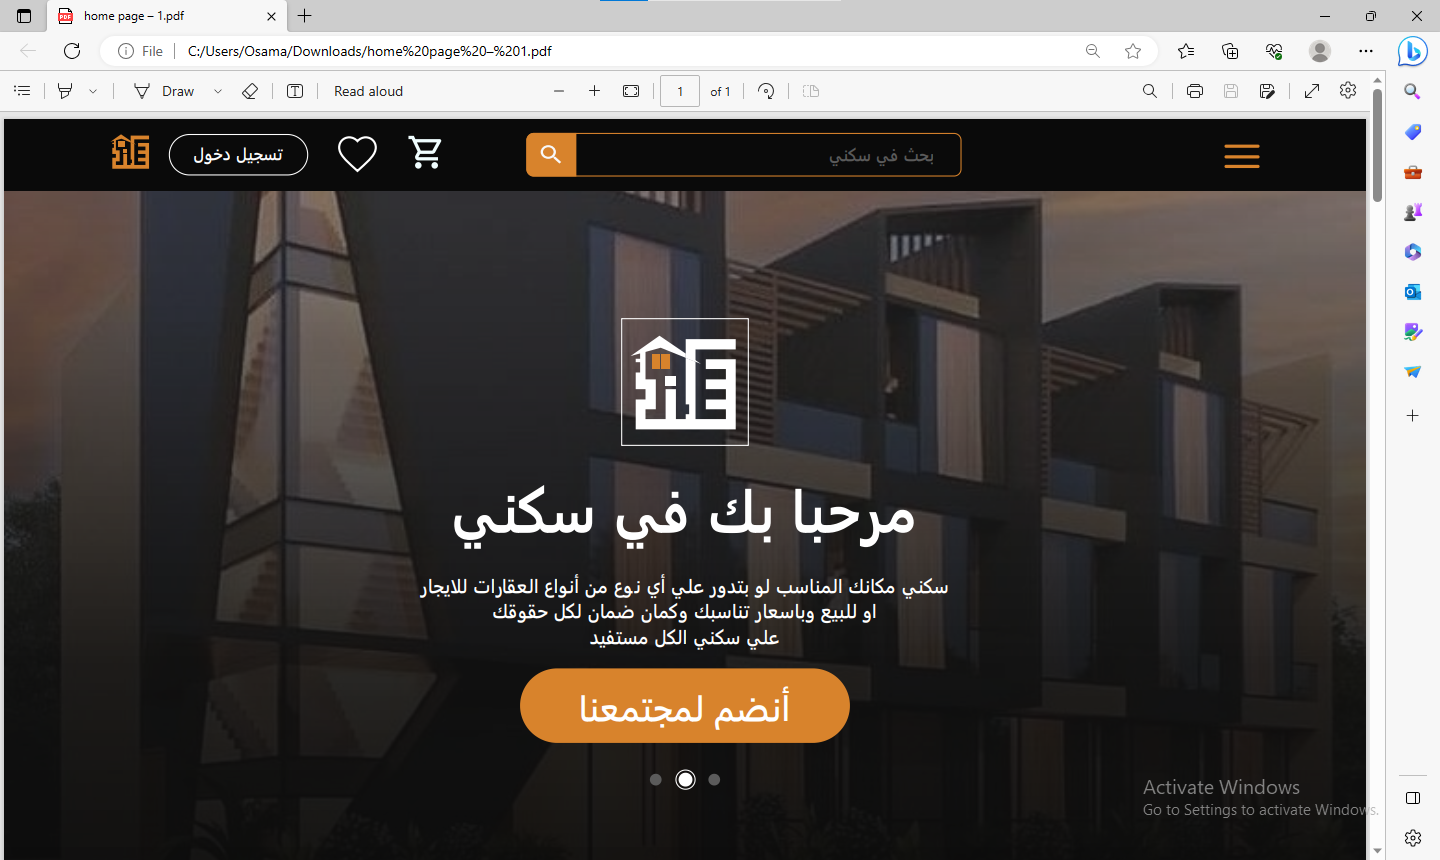 home page – 1.pdf
File
C:/Users/Osama/Downloads/home%20page%20–%201.pdf
Draw
Read aloud
1
of 1
تسجيل دخول
بحث في سكني
مرحبا بك في سكني
سكني مكانك المناسب لو بتدور علي أي نوع من أنواع العقارات للايجار
او للبيع وباسعار تناسبك وكمان ضمان لكل حقوقك
علي سكني الكل مستفيد
أنضم لمجتمعنا
Activate Windows
Go to Settings to activate Windows.